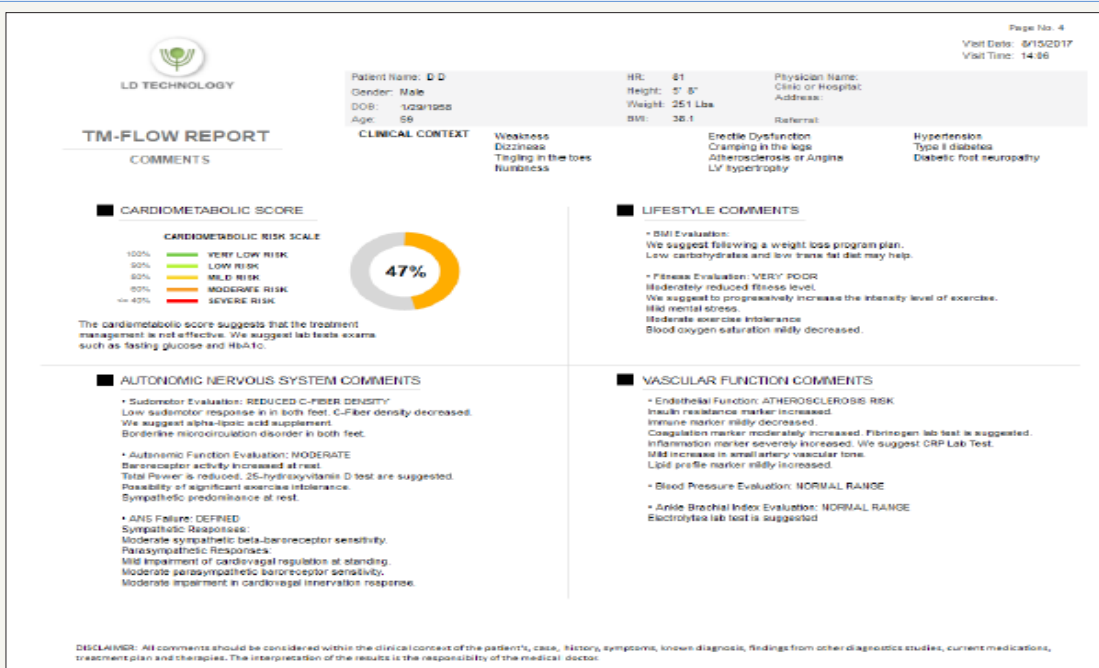 Page No. 4
Visit Date: 8/15/2017
Visit Time: 14:06
LD TECHNOLOGY
Patient Name: D D
Gender: Male
DOB: 1/29/1958
Age: 59
HR: 81
Height: 5' 8"
Weight: 251 Lbs
BMI: 38.1
Physician Name:
Clinic or Hospital:
Address:
Referral:
TM-FLOW REPORT
COMMENTS
CLINICAL CONTEXT
Weakness
Dizziness
Tingling in the toes
Numbness
Erectile Dysfunction
Cramping in the legs
Atherosclerosis or Angina
LV hypertrophy
Hypertension
Type II diabetes
Diabetic foot neuropathy
CARDIOMETABOLIC SCORE
CARDIOMETABOLIC RISK SCALE
100% VERY LOW RISK
90% LOW RISK
80% MILD RISK
60% MODERATE RISK
<= 40% SEVERE RISK
47%
The cardiometabolic score suggests that the treatment
management is not effective. We suggest lab tests exams
such as fasting glucose and HbA1c.
LIFESTYLE COMMENTS
• BMI Evaluation:
We suggest following a weight loss program plan.
Low carbohydrates and low trans fat diet may help.
• Fitness Evaluation: VERY POOR
Moderately reduced fitness level.
We suggest to progressively increase the intensity level of exercise.
Mild mental stress.
Moderate exercise intolerance
Blood oxygen saturation mildly decreased.
AUTONOMIC NERVOUS SYSTEM COMMENTS
• Sudomotor Evaluation: REDUCED C-FIBER DENSITY
Low sudomotor response in in both feet. C-Fiber density decreased.
We suggest alpha-lipoic acid supplement.
Borderline microcirculation disorder in both feet.
• Autonomic Function Evaluation: MODERATE
Baroreceptor activity increased at rest.
Total Power is reduced. 25-hydroxyvitamin D test are suggested.
Possibility of significant exercise intolerance.
Sympathetic predominance at rest.
• ANS Failure: DEFINED
Sympathetic Responses:
Moderate sympathetic beta-baroreceptor sensitivity.
Parasympathetic Responses:
Mild impairment of cardiovagal regulation at standing.
Moderate parasympathetic baroreceptor sensitivity.
Moderate impairment in cardiovagal innervation response.
VASCULAR FUNCTION COMMENTS
• Endothelial Function: ATHEROSCLEROSIS RISK
Insulin resistance marker increased.
Immune marker mildly decreased.
Coagulation marker moderately increased. Fibrinogen lab test is suggested.
Inflammation marker severely increased. We suggest CRP Lab Test.
Mild increase in small artery vascular tone.
Lipid profile marker mildly increased.
• Blood Pressure Evaluation: NORMAL RANGE
• Ankle Brachial Index Evaluation: NORMAL RANGE
Electrolytes lab test is suggested
DISCLAIMER: All comments should be considered within the clinical context of the patient's, case, history, symptoms, known diagnosis, findings from other diagnostics studies, current medications,
treatment plan and therapies. The interpretation of the results is the responsibility of the medical doctor.